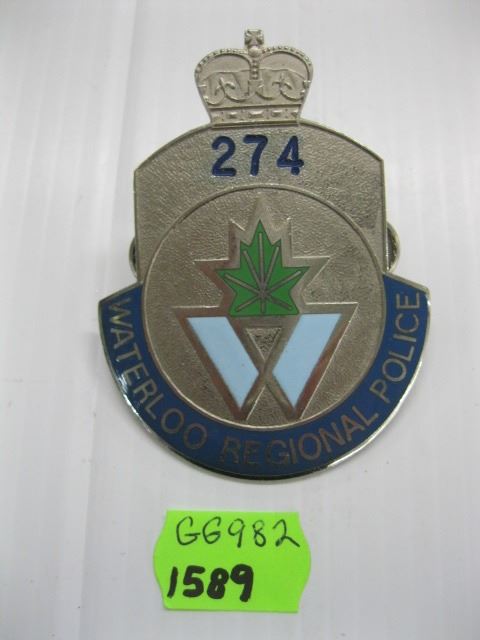 274
WATERLOO REGIONAL POLICE
GG982
1589